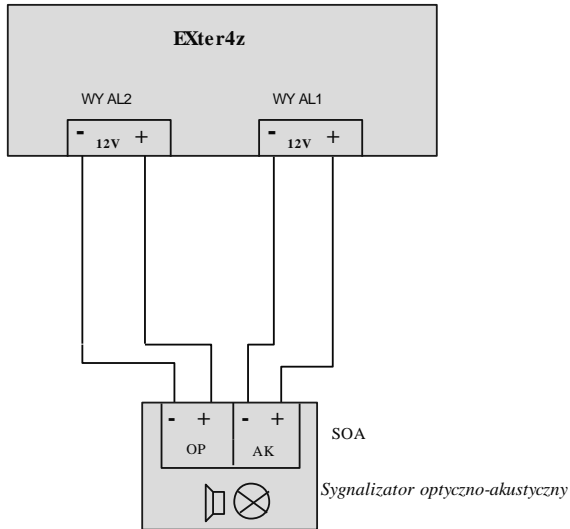 EXter4z
WY AL2
WY AL1
- 12V +
- 12V +
- + - +
OP AK
SOA
Sygnalizator optyczno-akustyczny